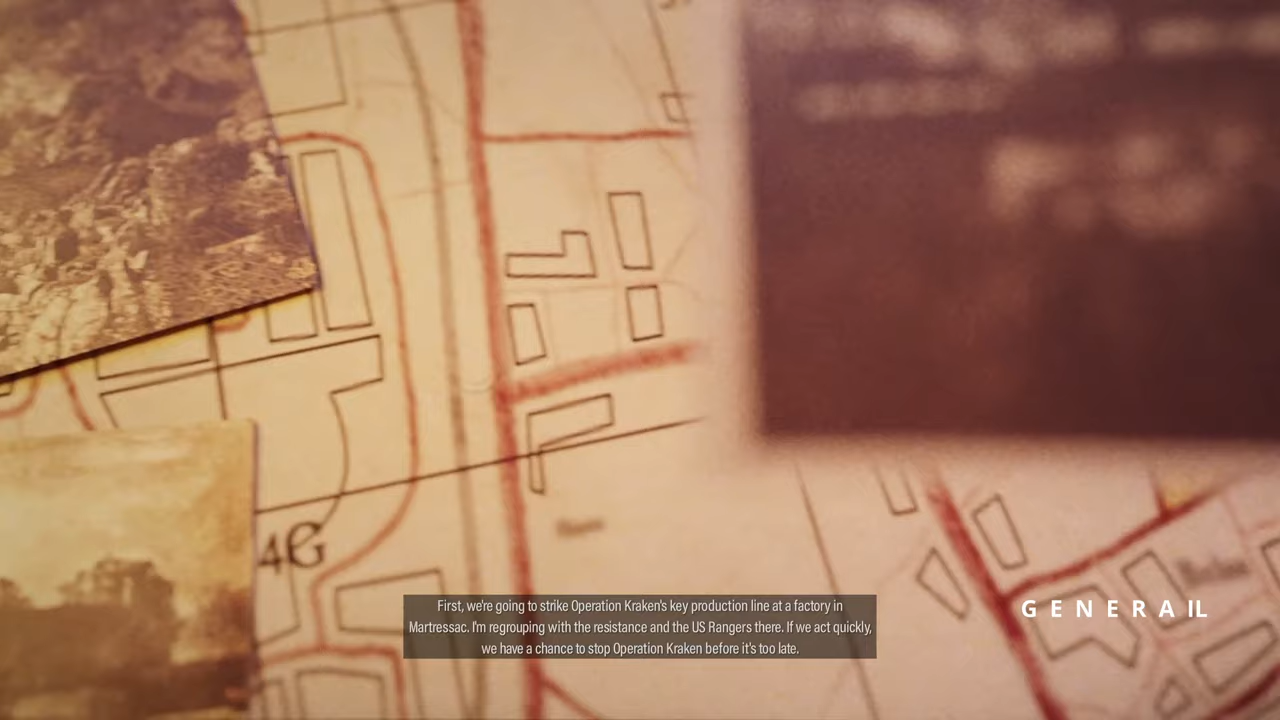 4G
First, we're going to strike Operation Kraken's key production line at a factory in
Martressac. I'm regrouping with the resistance and the US Rangers there. If we act quickly,
we have a chance to stop Operation Kraken before it's too late.
GENERAIL